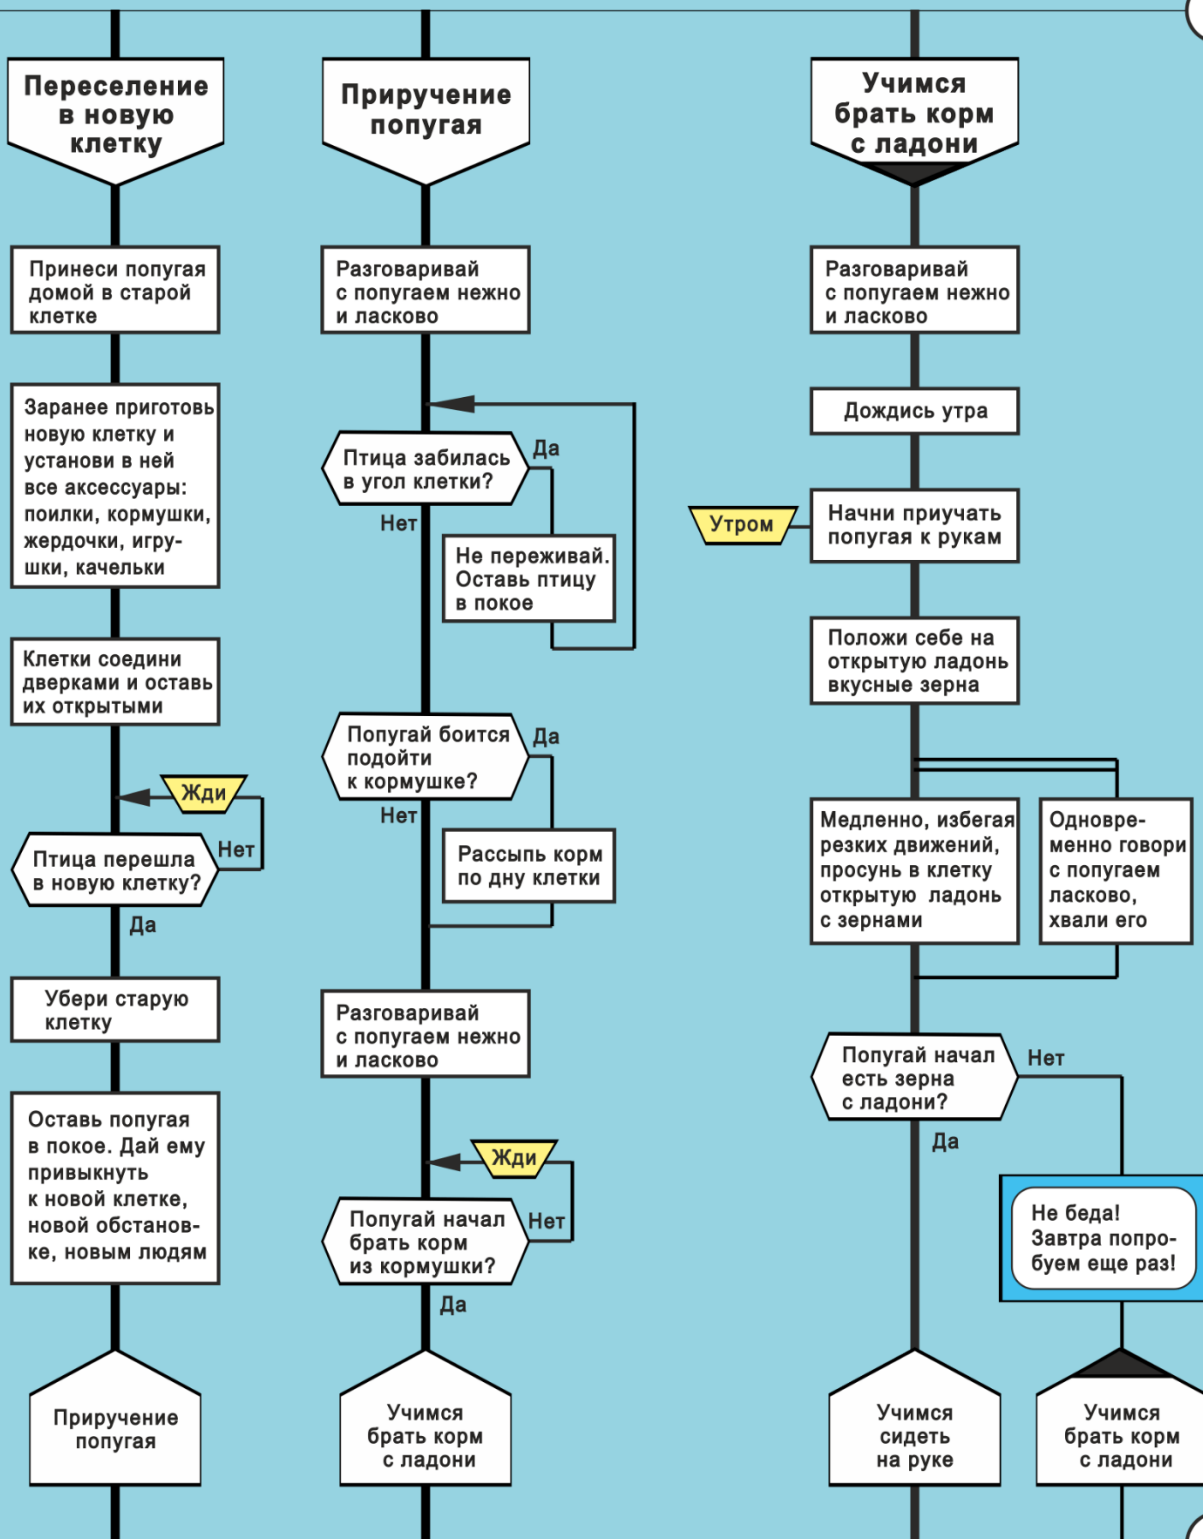 Переселение
в новую
клетку
Принеси попугая
домой в старой
клетке
Заранее приготовь
новую клетку и
установи в ней
все аксессуары:
поилки, кормушки,
жердочки, игру-
шки, качельки
Клетки соедини
дверками и оставь
их открытыми
Жди
Птица перешла
в новую клетку?
Нет
Да
Убери старую
клетку
Оставь попугая
в покое. Дай ему
привыкнуть
к новой клетке,
новой обстанов-
ке, новым людям
Приручение
попугая
Приручение
попугая
Разговаривай
с попугаем нежно
и ласково
Птица забилась
в угол клетки?
Да
Нет
Не переживай.
Оставь птицу
в покое
Попугай боится
подойти
к кормушке?
Да
Нет
Рассыпь корм
по дну клетки
Разговаривай
с попугаем нежно
и ласково
Жди
Попугай начал
брать корм
из кормушки?
Нет
Да
Учимся
брать корм
с ладони
Учимся
брать корм
с ладони
Разговаривай
с попугаем нежно
и ласково
Дождись утра
Утром
Начни приучать
попугая к рукам
Положи себе на
открытую ладонь
вкусные зерна
Медленно, избегая
резких движений,
просунь в клетку
открытую ладонь
с зернами
Одновре-
менно говори
с попугаем
ласково,
хвали его
Попугай начал
есть зерна
с ладони?
Нет
Да
Не беда!
Завтра попро-
буем еще раз!
Учимся
сидеть
на руке
Учимся
брать корм
с ладони